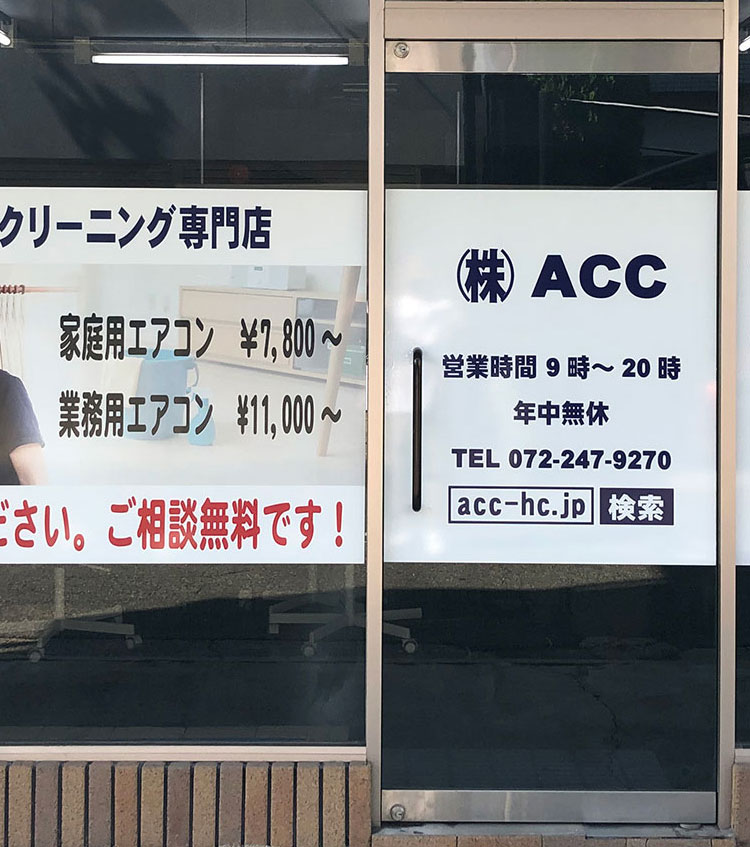 クリーニング専門店
家庭用エアコン ¥7,800～
業務用エアコン ¥11,000～
ださい。ご相談無料です！
㈱ ACC
営業時間 9 時～ 20 時
年中無休
TEL 072-247-9270
acc-hc.jp 検索